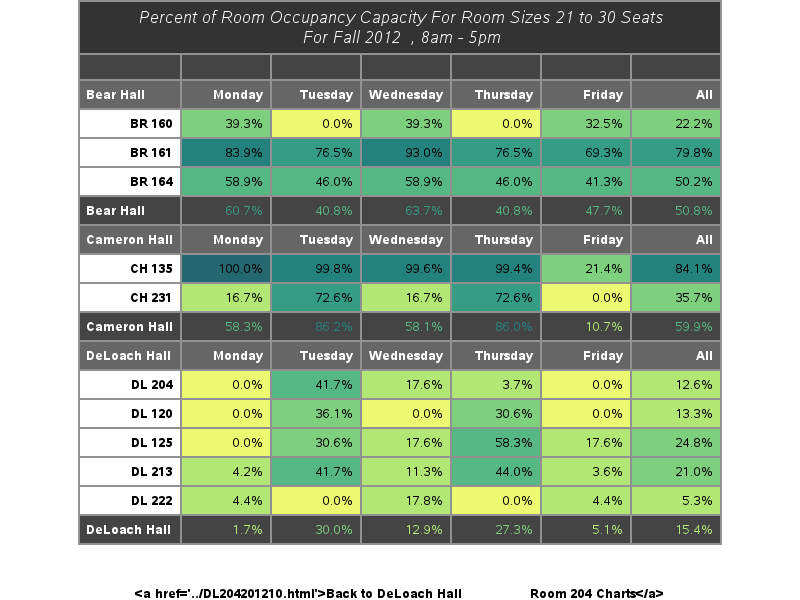 Percent of Room Occupancy Capacity For Room Sizes 21 to 30 Seats
For Fall 2012 , 8am - 5pm
Bear Hall Monday Tuesday Wednesday Thursday Friday All
BR 160 39.3% 0.0% 39.3% 0.0% 32.5% 22.2%
BR 161 83.9% 76.5% 93.0% 76.5% 69.3% 79.8%
BR 164 58.9% 46.0% 58.9% 46.0% 41.3% 50.2%
Bear Hall 60.7% 40.8% 63.7% 40.8% 47.7% 50.8%
Cameron Hall Monday Tuesday Wednesday Thursday Friday All
CH 135 100.0% 99.8% 99.6% 99.4% 21.4% 84.1%
CH 231 16.7% 72.6% 16.7% 72.6% 0.0% 35.7%
Cameron Hall 58.3% 86.2% 58.1% 86.0% 10.7% 59.9%
DeLoach Hall Monday Tuesday Wednesday Thursday Friday All
DL 204 0.0% 41.7% 17.6% 3.7% 0.0% 12.6%
DL 120 0.0% 36.1% 0.0% 30.6% 0.0% 13.3%
DL 125 0.0% 30.6% 17.6% 58.3% 17.6% 24.8%
DL 213 4.2% 41.7% 11.3% 44.0% 3.6% 21.0%
DL 222 4.4% 0.0% 17.8% 0.0% 4.4% 5.3%
DeLoach Hall 1.7% 30.0% 12.9% 27.3% 5.1% 15.4%
<a href='../DL204201210.html'>Back to DeLoach Hall Room 204 Charts</a>